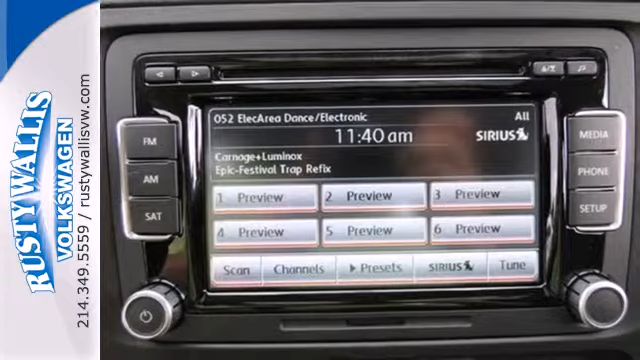 RUSTY WALLIS
VOLKSWAGEN
214.349.5559 / rustywallisvw.com
FM
AM
SAT
052 ElecArea Dance/Electronic All
11:40 am SIRIUS
Carnage+Luminox
Epic-Festival Trap Refix
1 Preview 2 Preview 3 Preview
4 Preview 5 Preview 6 Preview
Scan Channels Presets SIRIUS Tune
MEDIA
PHONE
SETUP